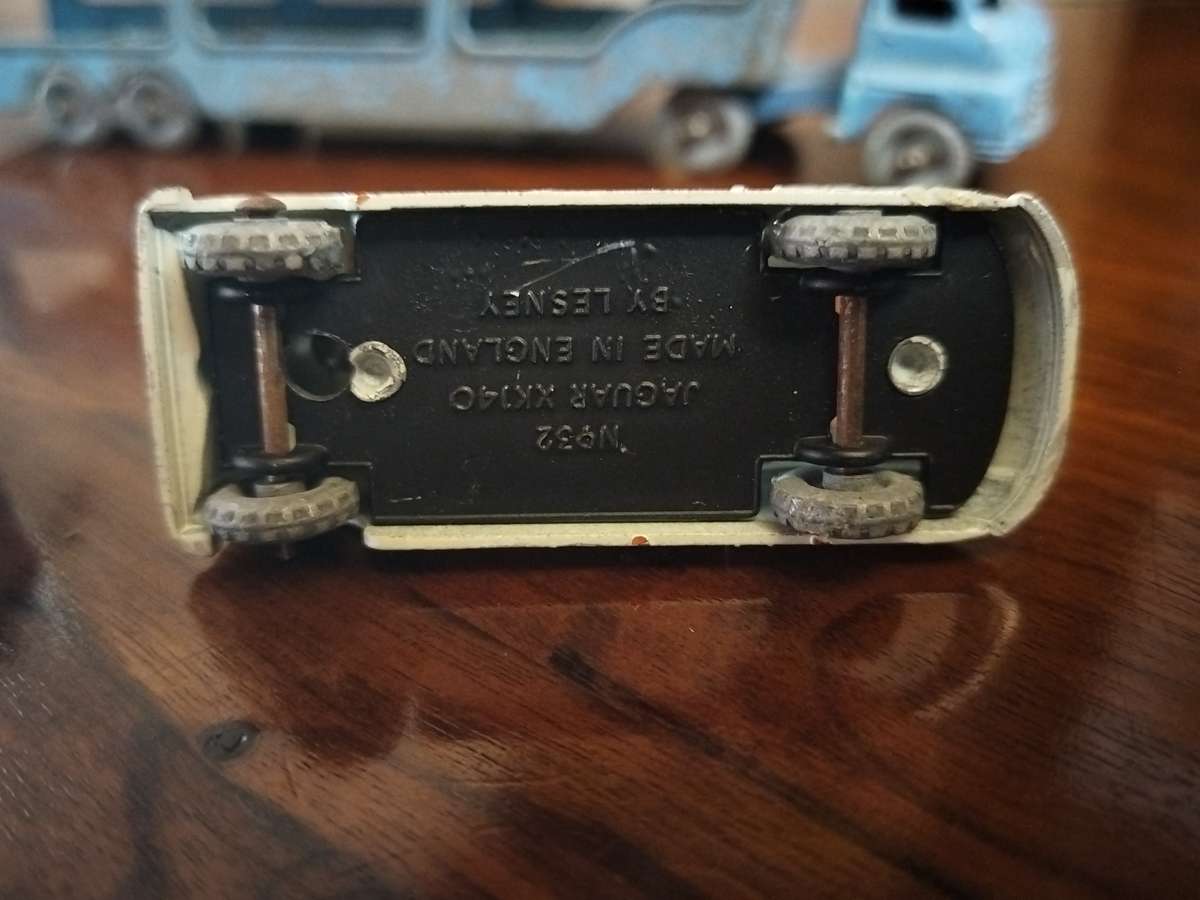 Nº32
JAGUAR XK140
MADE IN ENGLAND
BY LESNEY